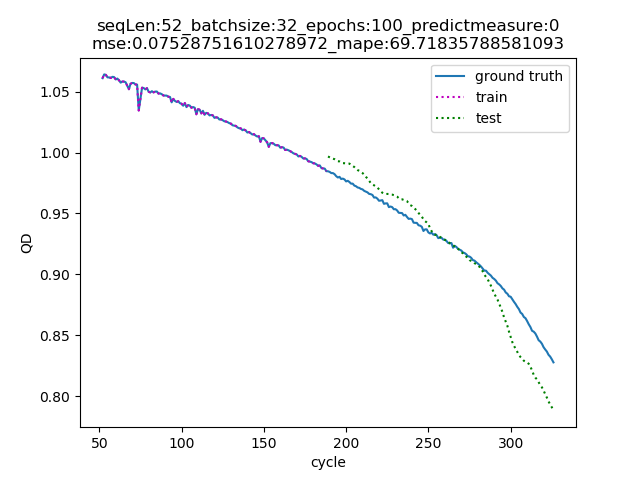 seqLen:52_batchsize:32_epochs:100_predictmeasure:0
mse:0.07528751610278972_mape:69.71835788581093
ground truth
train
test
1.05
1.00
0.95
0.90
0.85
0.80
QD
50 100 150 200 250 300
cycle